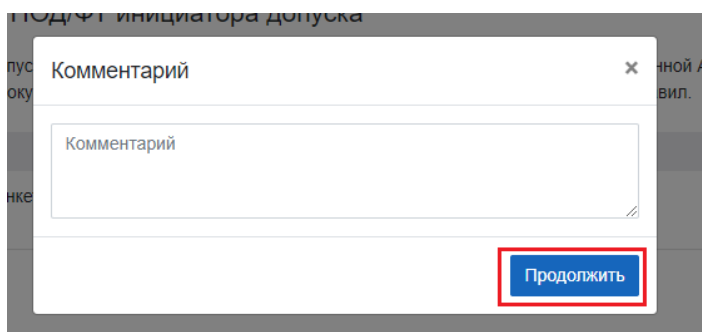 ПОД/ФТ инициатора допуска
Комментарий ×
Комментарий
Продолжить